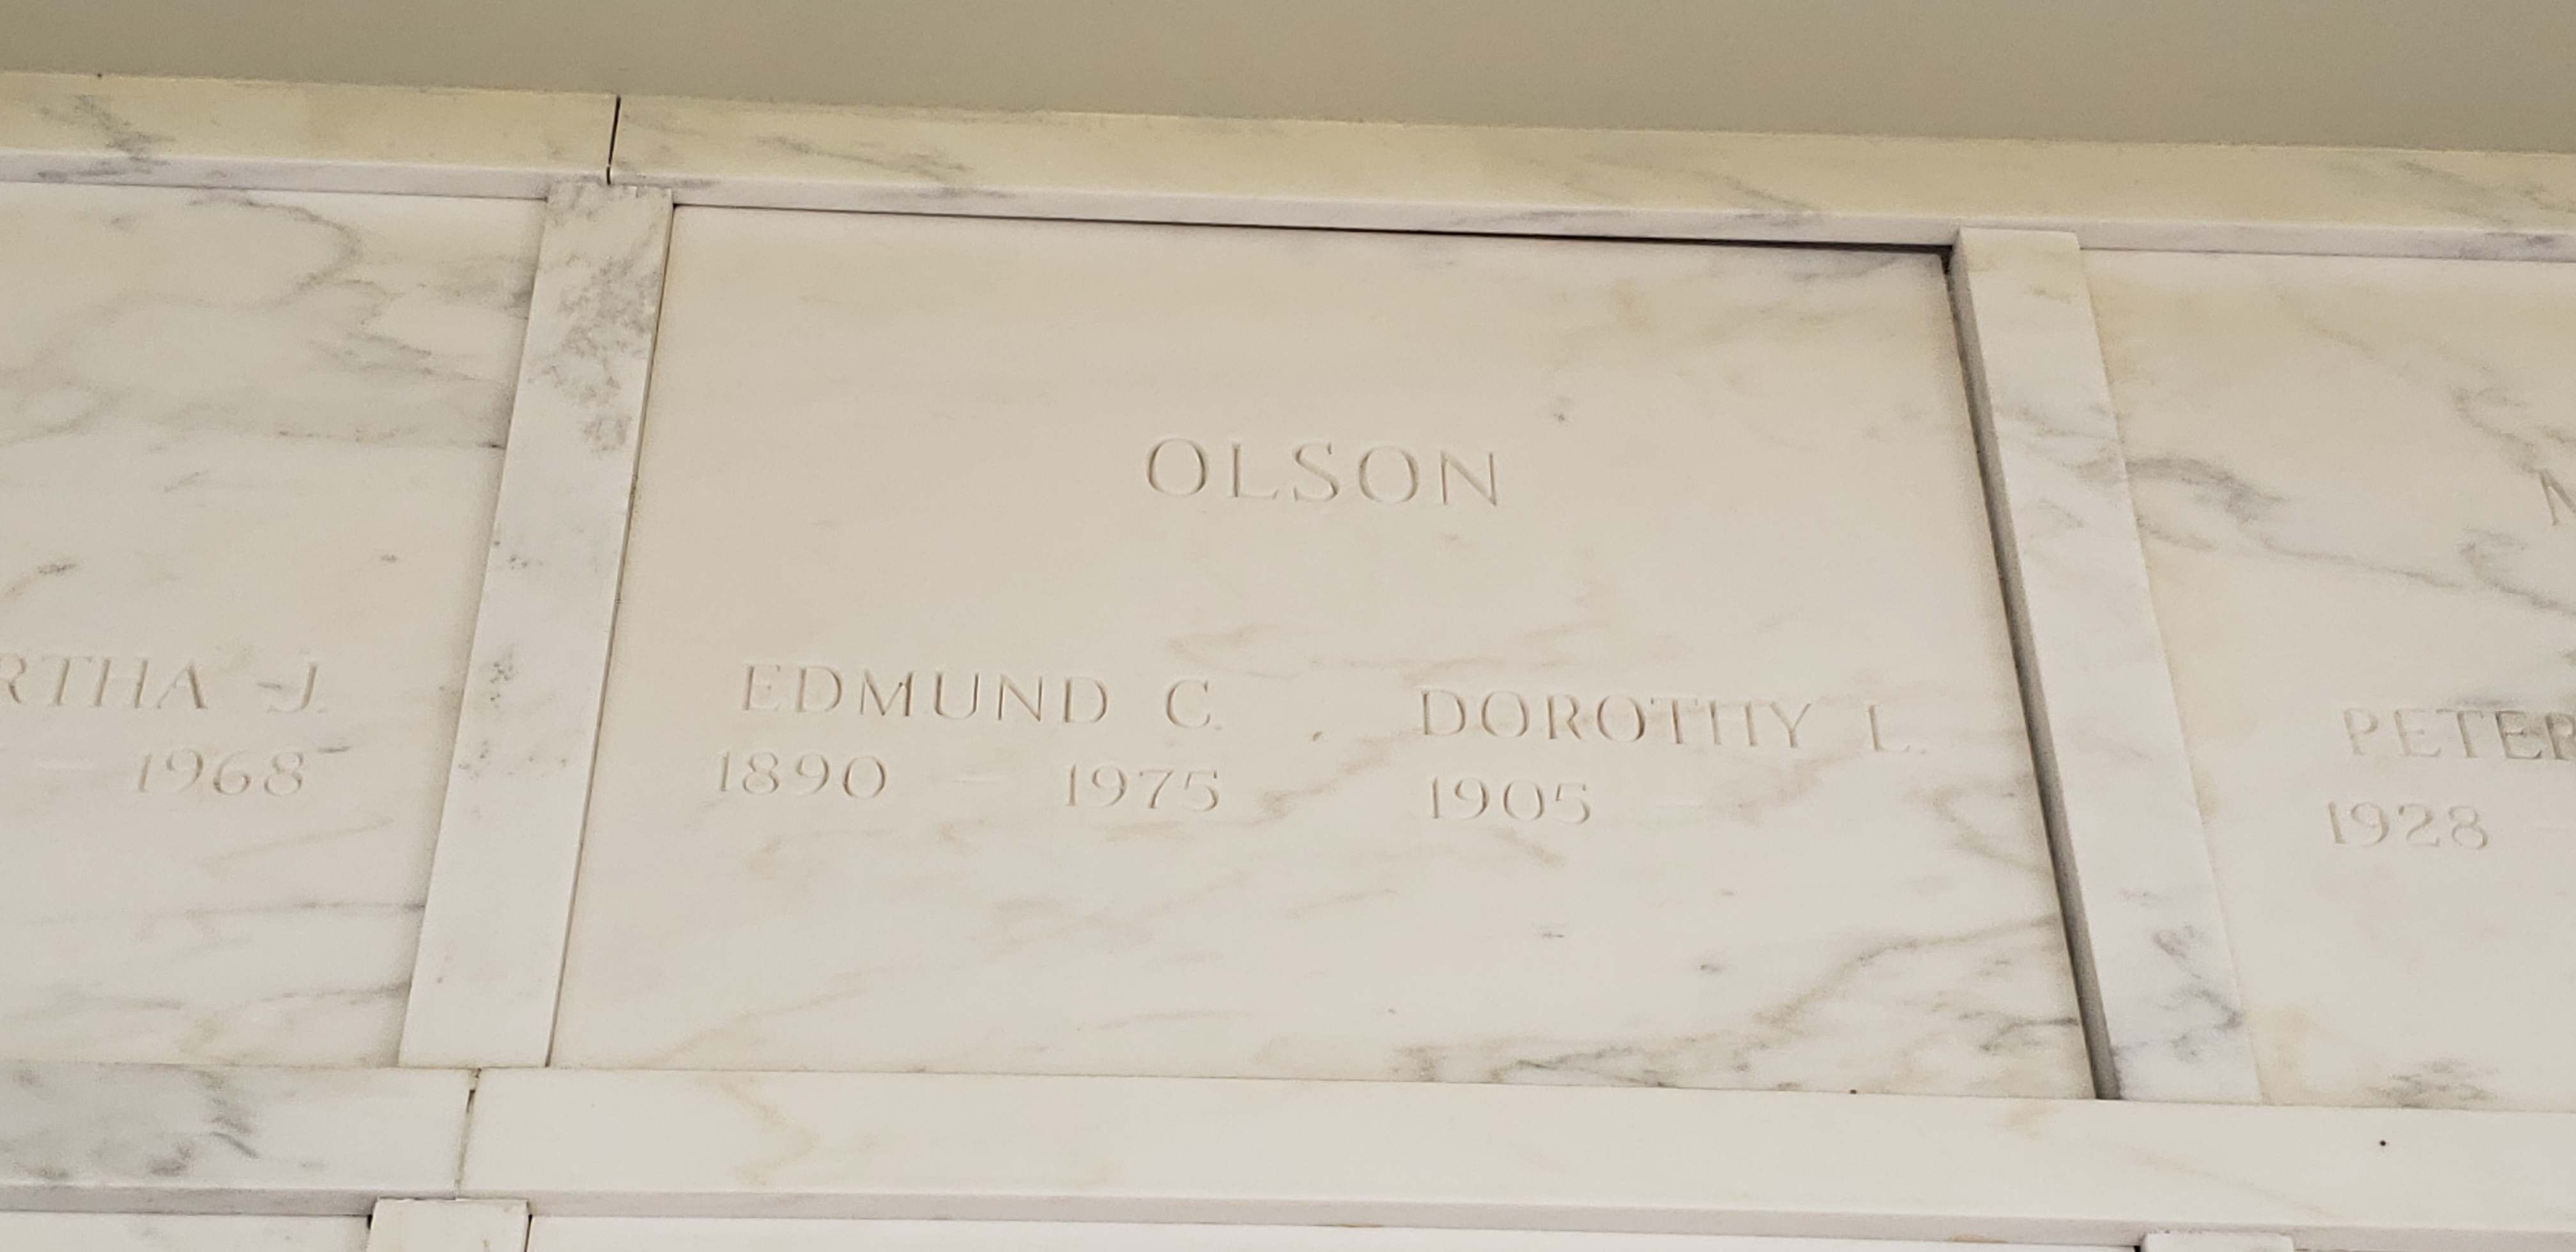 OLSON
EDMUND C. DOROTHY L.
1890 – 1975 1905 –
J.
– 1968
PETER
1928 –